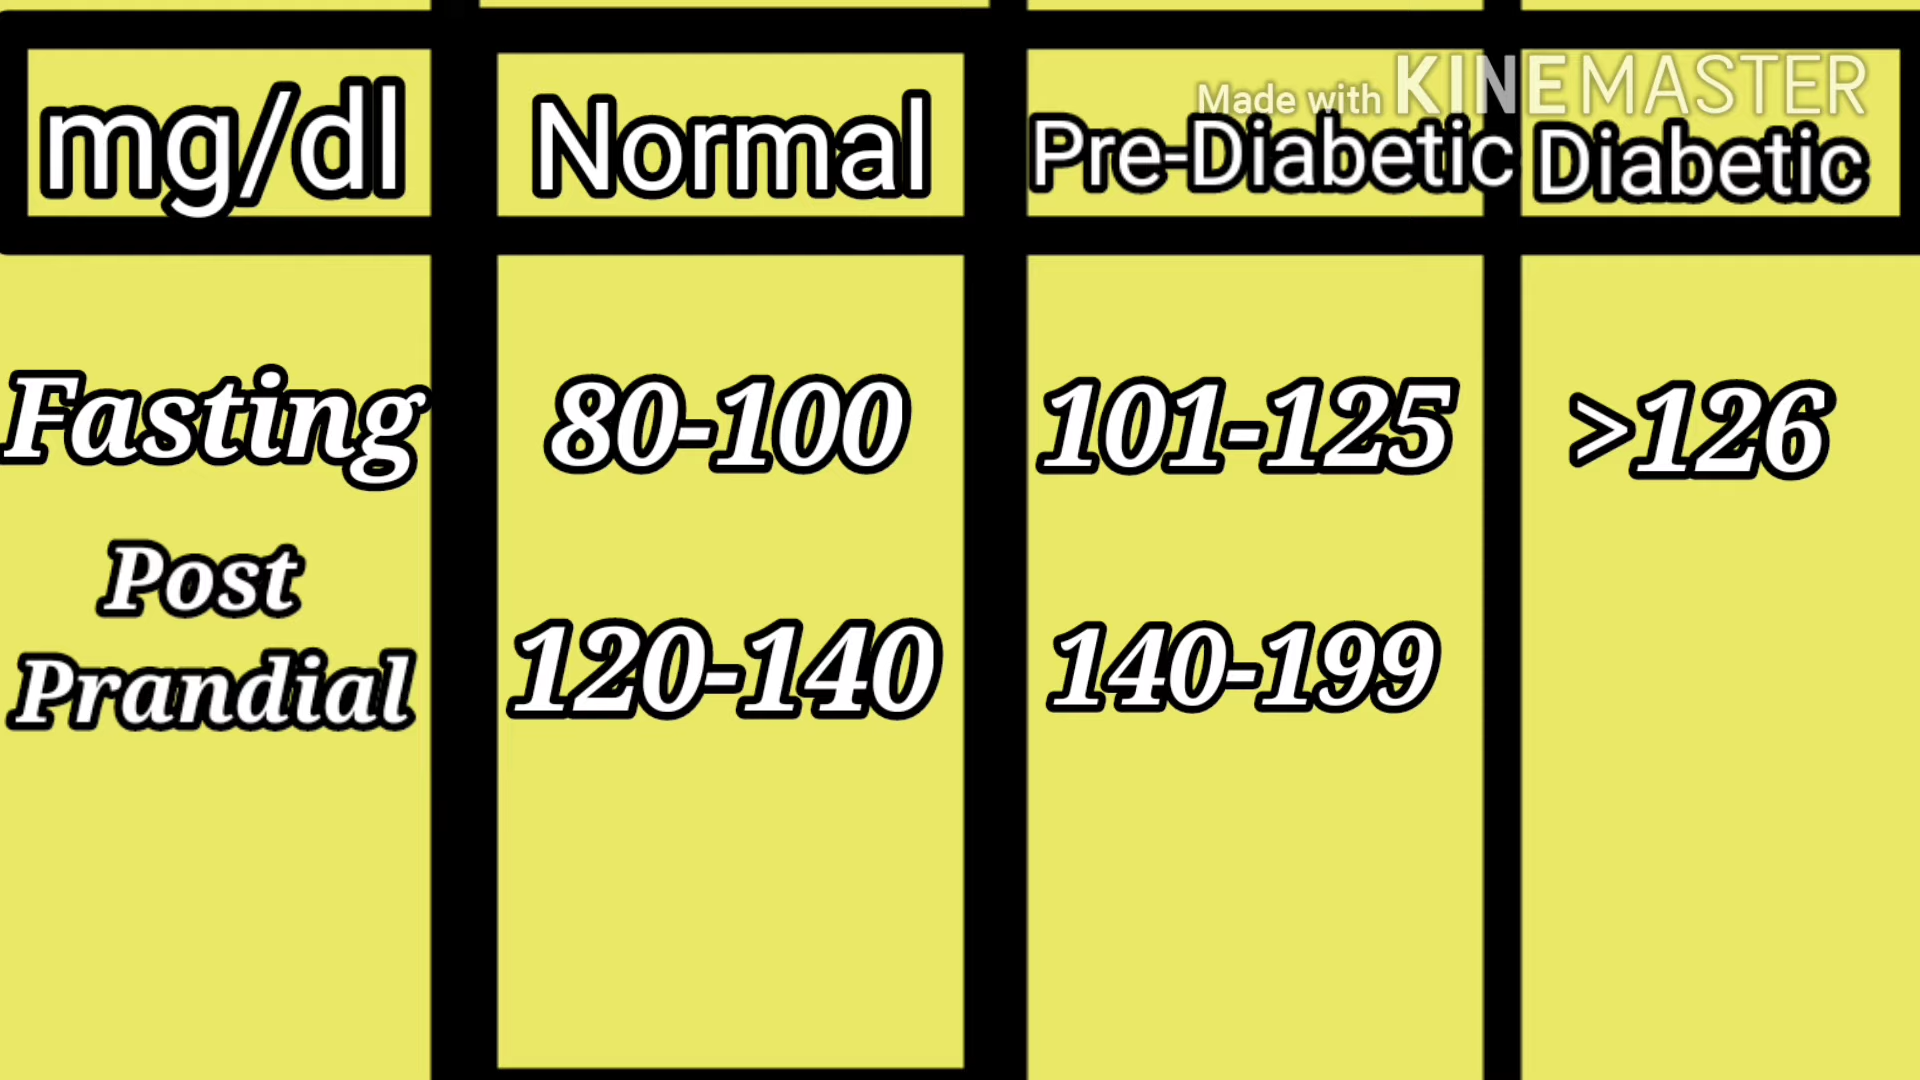 Made with KINEMASTER
mg/dl Normal Pre-Diabetic Diabetic
Fasting 80-100 101-125 >126
Post
Prandial 120-140 140-199